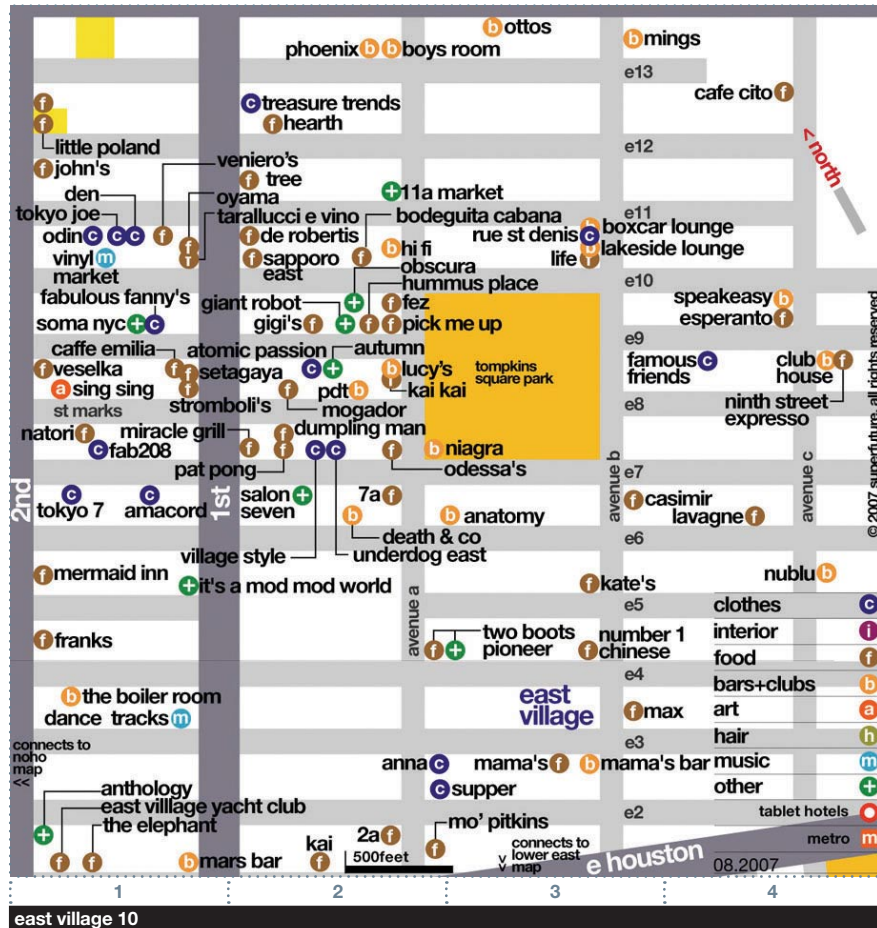 ottos
b
b
mings
phoenix
b
b
boys room
e13
cafe cito
f
f
c
treasure trends
f
f
hearth
e12
little poland
< north
f
john's
veniero's
f
tree
den
oyama
+
11a market
e11
tokyo joe
tarallucci e vino
bodeguita cabana
b
boxcar lounge
odin
c
c
c
f
f
de robertis
rue st denis
c
f
b
hi fi
b
lakeside lounge
vinyl
m
f
f
sapporo
f
life
f
market
east
obscura
e10
hummus place
fabulous fanny's
giant robot
+
f
fez
speakeasy
b
soma nyc
+
c
gigi's
f
+
f
f
pick me up
esperanto
f
e9
caffe emilia
atomic passion
autumn
f
veselka
f
f
setagaya
c
+
b
lucy's
tompkins
square park
famous
friends
c
club
house
b
f
a
sing sing
f
f
pdt
b
f
kai kai
st marks
stromboli's
mogador
e8
ninth street
expresso
natori
f
miracle grill
f
dumpling man
c
fab208
f
f
c
c
f
b
niagra
pat pong
odessa's
e7
2nd
1st
avenue a
avenue b
avenue c
© 2007 superfuture. all rights reserved
c
c
salon
seven
+
7a
f
f
casimir
tokyo 7
amacord
b
b
anatomy
lavagne
f
death & co
e6
village style
underdog east
f
mermaid inn
nublu
b
+
it's a mod mod world
f
kate's
e5
clothes
c
f
franks
two boots
pioneer
f
+
number 1
chinese
f
interior
i
food
f
e4
b
the boiler room
east
village
bars+clubs
b
dance tracks
m
f
max
art
a
e3
hair
h
connects to
noho
map
<<
anna
c
mama's
f
b
mama's bar
music
m
anthology
c
supper
other
+
east villlage yacht club
e2
tablet hotels
the elephant
mo' pitkins
+
2a
f
f
metro
m
f
f
b
mars bar
kai
f
500feet
connects to
lower east
map
<<
e houston
08.2007
1
2
3
4
east village 10